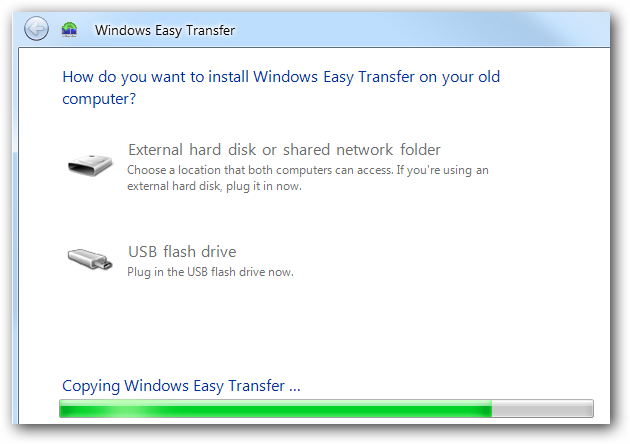 Windows Easy Transfer
How do you want to install Windows Easy Transfer on your old
computer?
External hard disk or shared network folder
Choose a location that both computers can access. If you're using an
external hard disk, plug it in now.
USB flash drive
Plug in the USB flash drive now.
Copying Windows Easy Transfer ...